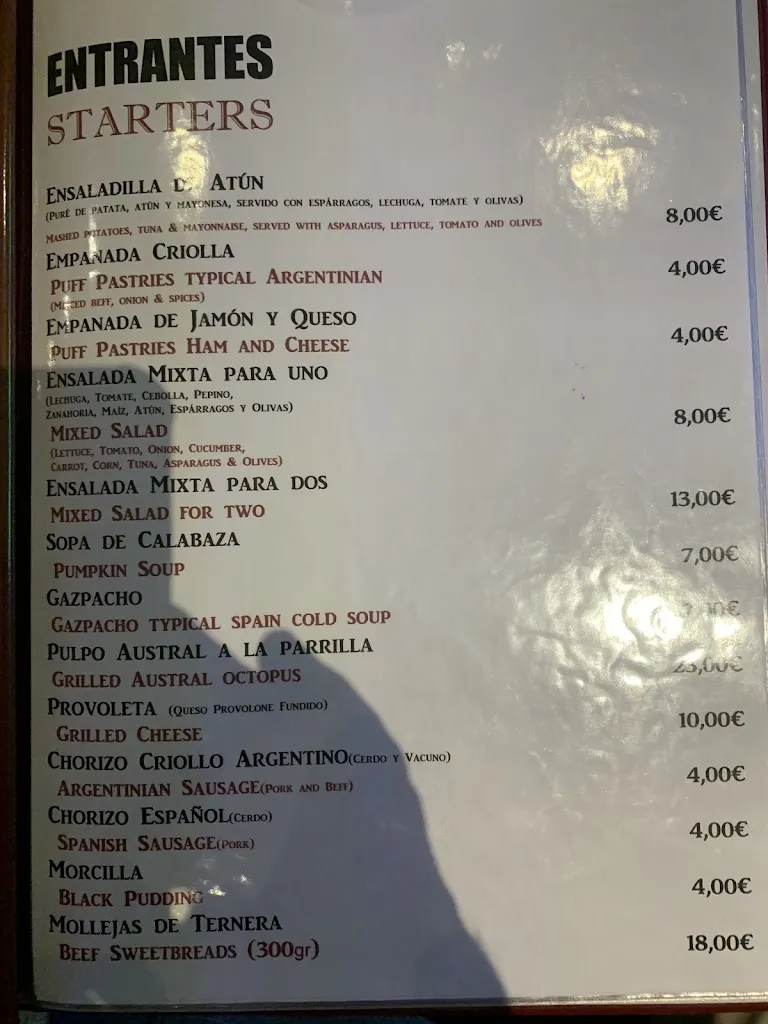 ENTRANTES
STARTERS
ENSALADILLA DE ATÚN
(PURÉ DE PATATA, ATÚN Y MAYONESA, SERVIDO CON ESPÁRRAGOS, LECHUGA, TOMATE Y OLIVAS)
MASHED POTATOES, TUNA & MAYONNAISE, SERVED WITH ASPARAGUS, LETTUCE, TOMATO AND OLIVES 8,00€
EMPANADA CRIOLLA
PUFF PASTRIES TYPICAL ARGENTINIAN 4,00€
(MIXED BEFF, ONION & SPICES)
EMPANADA DE JAMÓN Y QUESO
PUFF PASTRIES HAM AND CHEESE 4,00€
ENSALADA MIXTA PARA UNO
(LECHUGA, TOMATE, CEBOLLA, PEPINO,
ZANAHORIA, MAÍZ, ATÚN, ESPÁRRAGOS Y OLIVAS) 8,00€
MIXED SALAD
(LETTUCE, TOMATO, ONION, CUCUMBER,
CARROT, CORN, TUNA, ASPARAGUS & OLIVES)
ENSALADA MIXTA PARA DOS
MIXED SALAD FOR TWO 13,00€
SOPA DE CALABAZA
PUMPKIN SOUP 7,00€
GAZPACHO
GAZPACHO TYPICAL SPAIN COLD SOUP
PULPO AUSTRAL A LA PARRILLA
GRILLED AUSTRAL OCTOPUS 23,00€
PROVOLETA (QUESO PROVOLONE FUNDIDO)
GRILLED CHEESE 10,00€
CHORIZO CRIOLLO ARGENTINO(CERDO Y VACUNO)
ARGENTINIAN SAUSAGE(PORK AND BEEF) 4,00€
CHORIZO ESPAÑOL(CERDO)
SPANISH SAUSAGE(PORK) 4,00€
MORCILLA
BLACK PUDDING 4,00€
MOLLEJAS DE TERNERA
BEEF SWEETBREADS (300gr) 18,00€